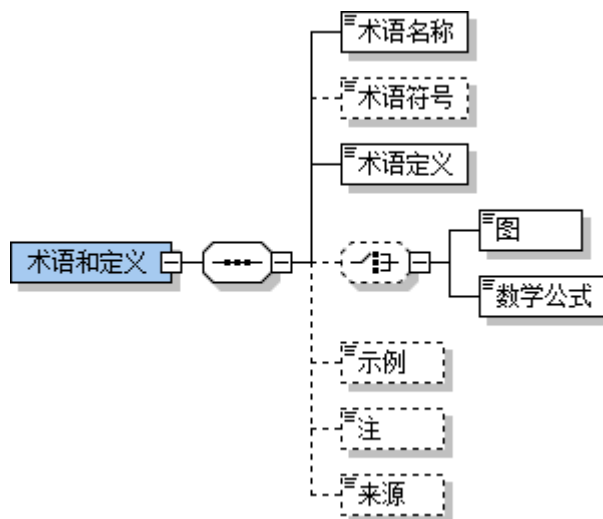 术语名称
术语符号
术语定义
术语和定义
图
数学公式
示例
注
来源